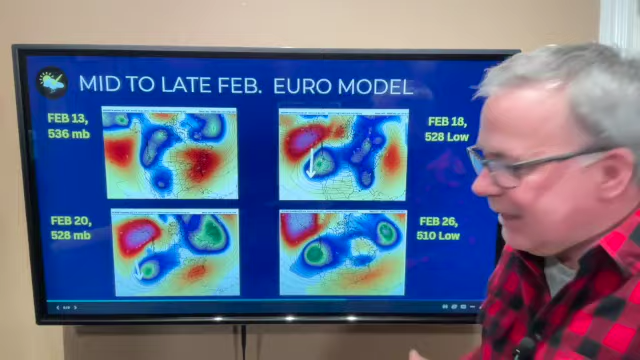 MID TO LATE FEB. EURO MODEL
FEB 13,
536 mb
FEB 18,
528 Low
FEB 20,
528 mb
FEB 26,
510 Low